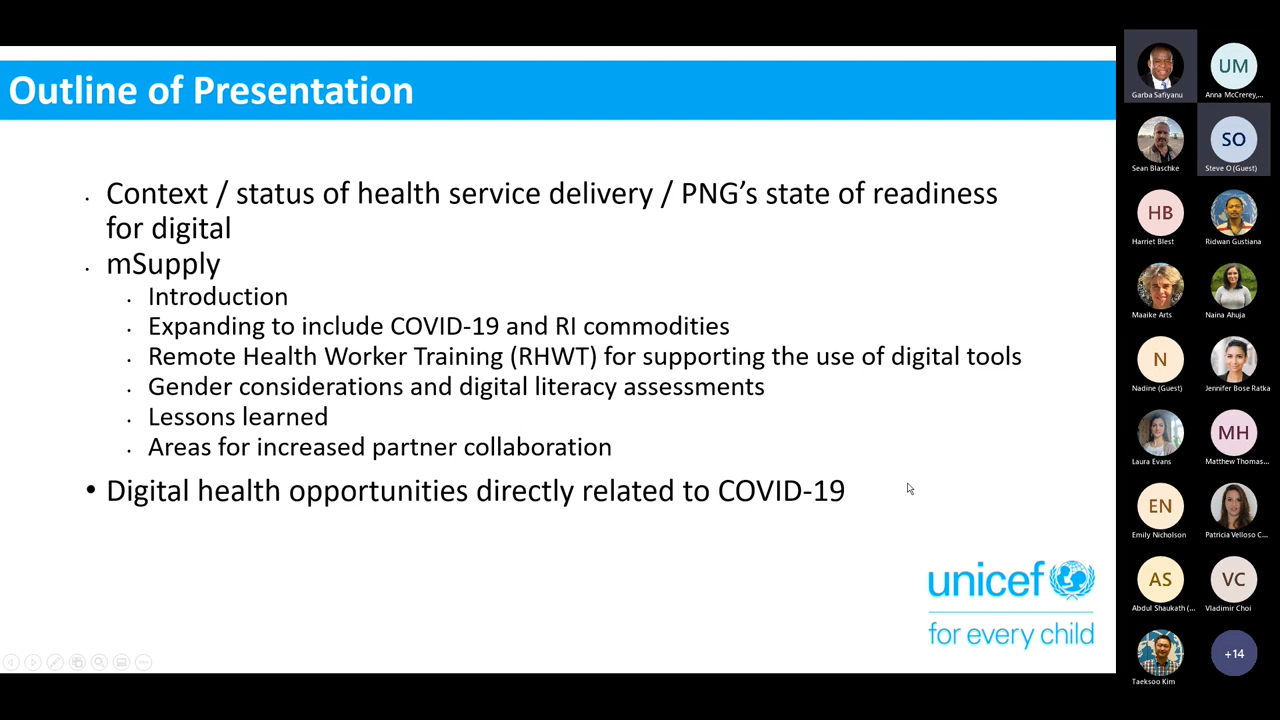 Outline of Presentation
• Context / status of health service delivery / PNG’s state of readiness
for digital
• mSupply
• Introduction
• Expanding to include COVID-19 and RI commodities
• Remote Health Worker Training (RHWT) for supporting the use of digital tools
• Gender considerations and digital literacy assessments
• Lessons learned
• Areas for increased partner collaboration
• Digital health opportunities directly related to COVID-19
unicef
for every child
Garba Safiyanu
UM
Anna McCrerey,...
Sean Blaschke
SO
Steve O (Guest)
HB
Harriet Blest
Ridwan Gustiana
Maaike Arts
Naina Ahuja
N
Nadine (Guest)
Jennifer Bose Ratka
Laura Evans
MH
Matthew Thomas...
EN
Emily Nicholson
Patricia Velloso C...
AS
Abdul Shaukath (...
VC
Vladimir Choi
Taeksoo Kim
+14